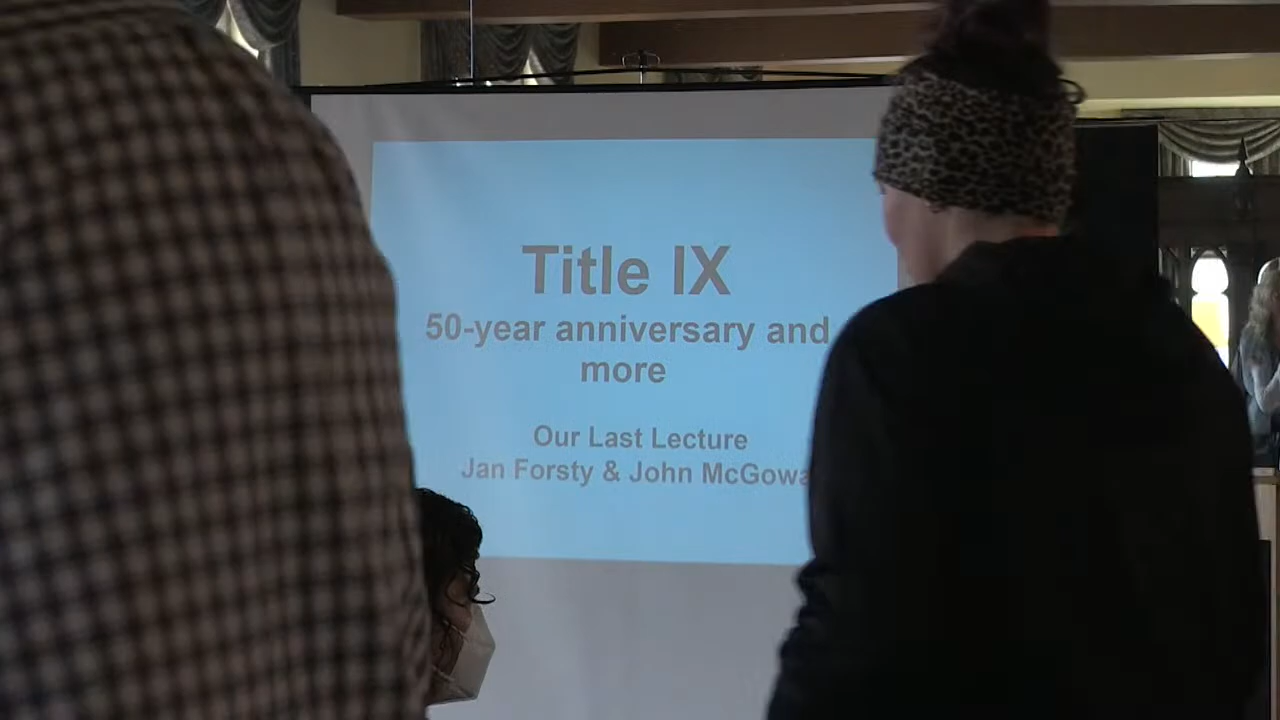 Title IX
50-year anniversary and
more
Our Last Lecture
Jan Forsty & John McGowa